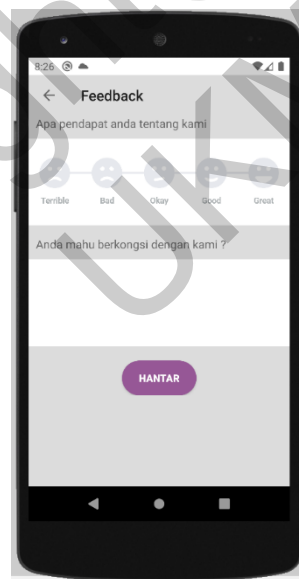 8:26
Feedback
Apa pendapat anda tentang kami
Terrible Bad Okay Good Great
Anda mahu berkongsi dengan kami ?
HANTAR